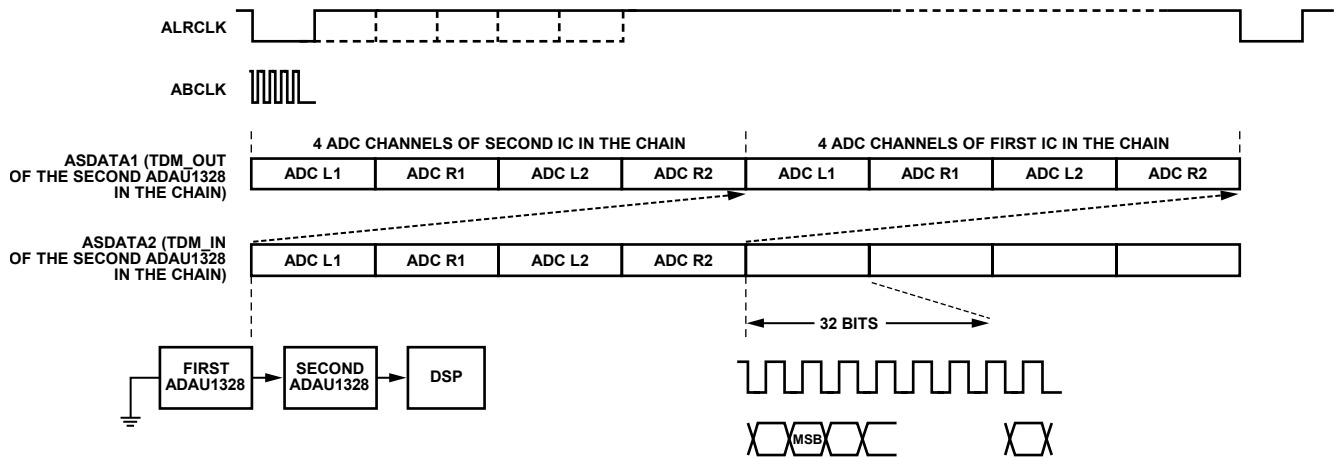 ALRCLK
ABCLK
4 ADC CHANNELS OF SECOND IC IN THE CHAIN
4 ADC CHANNELS OF FIRST IC IN THE CHAIN
ASDATA1 (TDM_OUT
OF THE SECOND ADAU1328
IN THE CHAIN)
ADC L1
ADC R1
ADC L2
ADC R2
ADC L1
ADC R1
ADC L2
ADC R2
ASDATA2 (TDM_IN
OF THE SECOND ADAU1328
IN THE CHAIN)
ADC L1
ADC R1
ADC L2
ADC R2
32 BITS
FIRST
ADAU1328
SECOND
ADAU1328
DSP
MSB